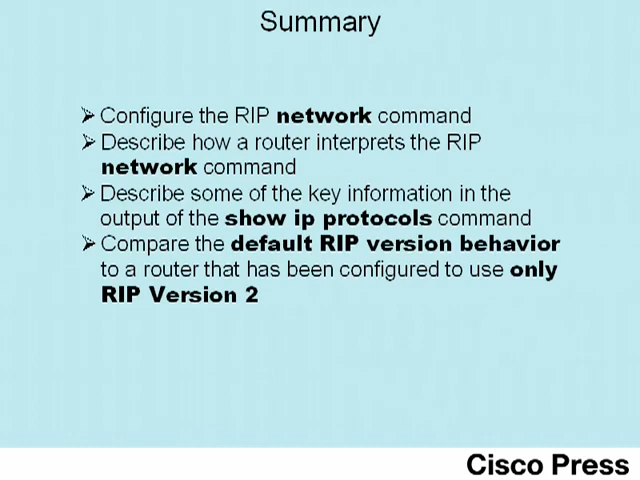 Summary
Configure the RIP network command
Describe how a router interprets the RIP
network command
Describe some of the key information in the
output of the show ip protocols command
Compare the default RIP version behavior
to a router that has been configured to use only
RIP Version 2
Cisco Press